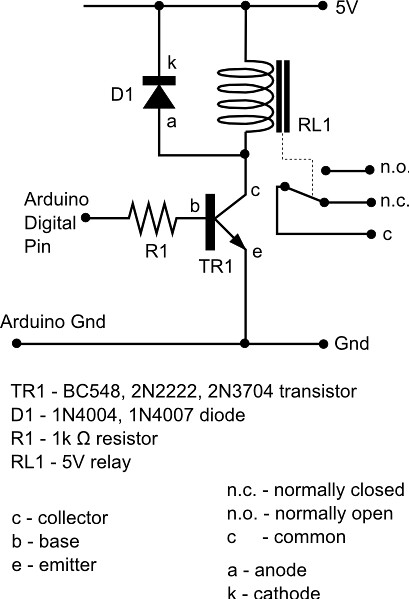 5V
k
D1
a
RL1
n.o.
c
n.c.
Arduino
Digital
Pin
b
c
R1
TR1
e
Arduino Gnd
Gnd
TR1 - BC548, 2N2222, 2N3704 transistor
D1 - 1N4004, 1N4007 diode
R1 - 1k Ω resistor
RL1 - 5V relay
c - collector
b - base
e - emitter
n.c. - normally closed
n.o. - normally open
c - common
a - anode
k - cathode